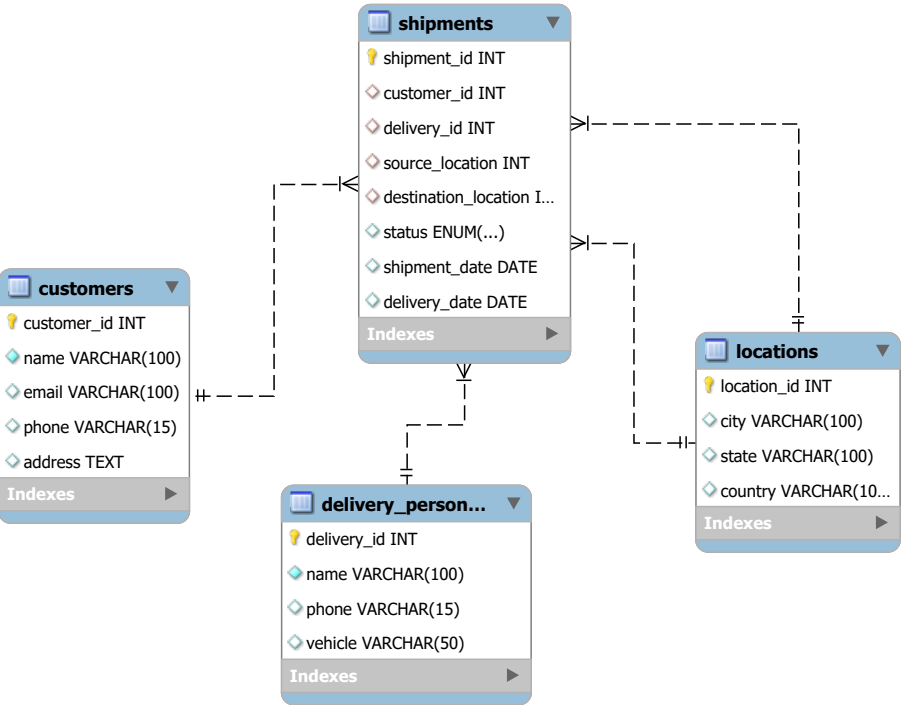 shipments
shipment_id INT
customer_id INT
delivery_id INT
source_location INT
destination_location I...
status ENUM(...)
shipment_date DATE
delivery_date DATE
Indexes
customers
customer_id INT
name VARCHAR(100)
email VARCHAR(100)
phone VARCHAR(15)
address TEXT
Indexes
locations
location_id INT
city VARCHAR(100)
state VARCHAR(100)
country VARCHAR(10...
Indexes
delivery_person...
delivery_id INT
name VARCHAR(100)
phone VARCHAR(15)
vehicle VARCHAR(50)
Indexes